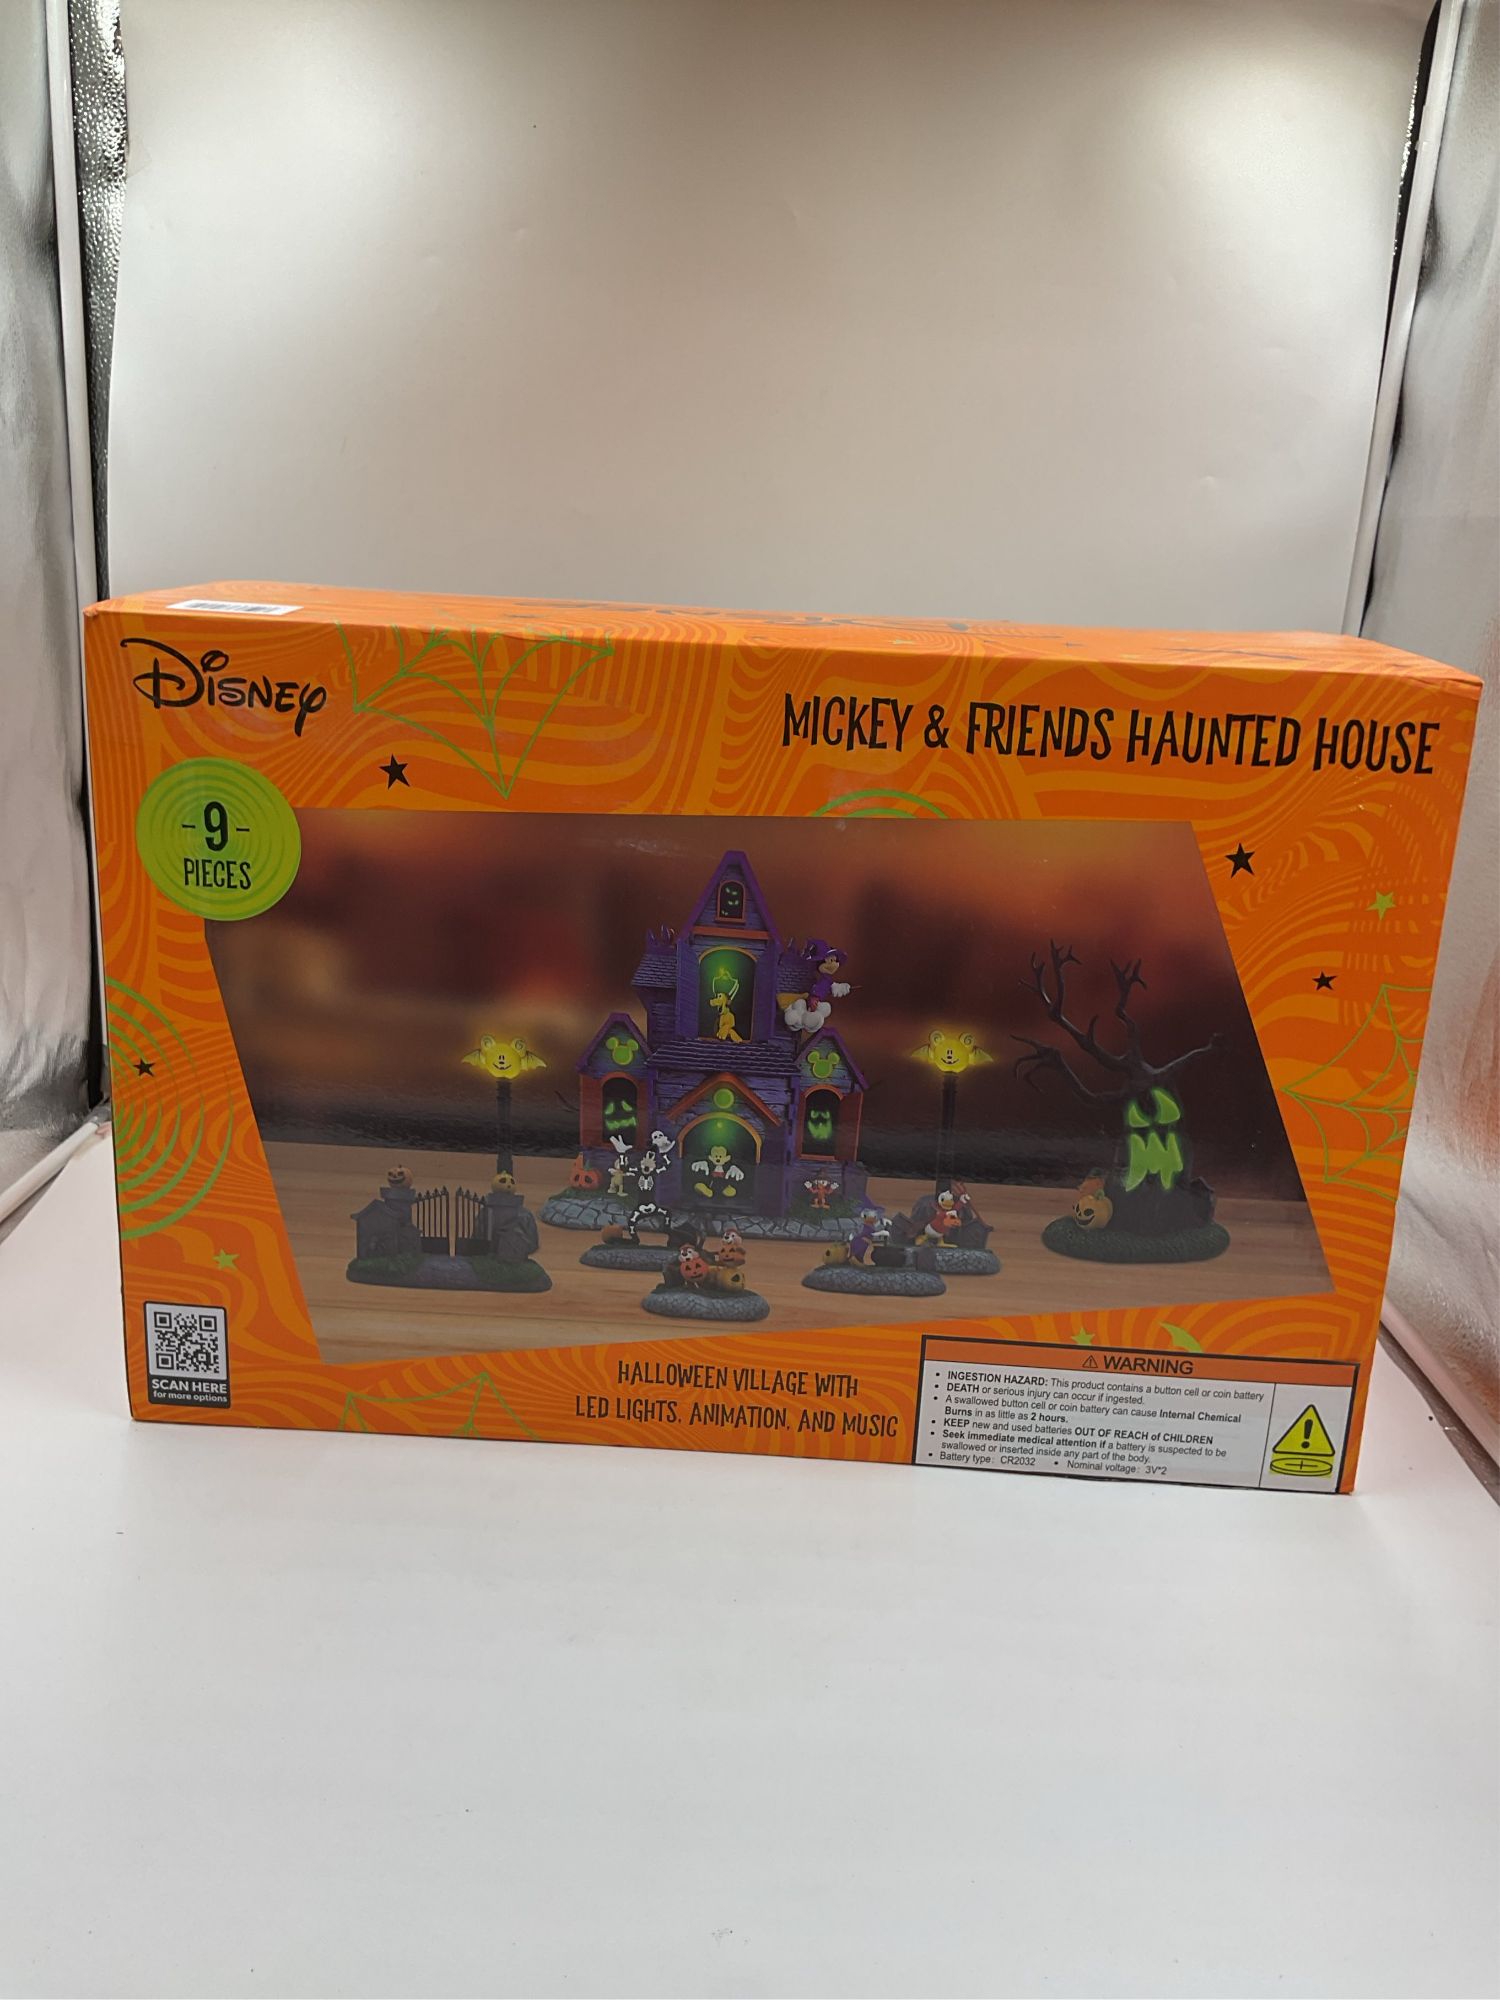 Disney
MICKEY & FRIENDS HAUNTED HOUSE
-9-
PIECES
SCAN HERE
for more options
HALLOWEEN VILLAGE WITH
LED LIGHTS, ANIMATION, AND MUSIC
⚠ WARNING
• INGESTION HAZARD: This product contains a button cell or coin battery
• DEATH or serious injury can occur if ingested.
• A swallowed button cell or coin battery can cause Internal Chemical
Burns in as little as 2 hours.
• KEEP new and used batteries OUT OF REACH of CHILDREN
• Seek immediate medical attention if a battery is suspected to be
swallowed or inserted inside any part of the body.
• Battery type: CR2032 • Nominal voltage: 3V*2